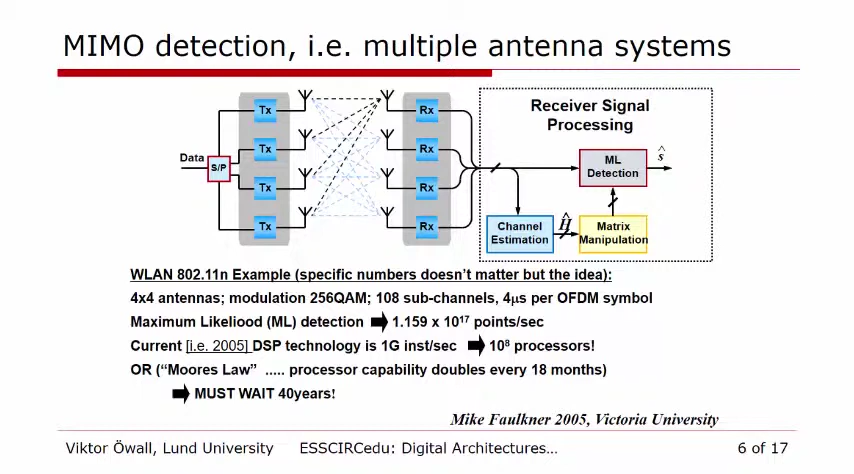 MIMO detection, i.e. multiple antenna systems
Tx
Tx
Tx
Tx
Data
S/P
Rx
Rx
Rx
Rx
Receiver Signal
Processing
ML
Detection
ŝ
Channel
Estimation
Ĥ
Matrix
Manipulation
WLAN 802.11n Example (specific numbers doesn't matter but the idea):
4x4 antennas; modulation 256QAM; 108 sub-channels, 4μs per OFDM symbol
Maximum Likeliood (ML) detection ➡ 1.159 x 10¹⁷ points/sec
Current [i.e. 2005] DSP technology is 1G inst/sec ➡ 10⁸ processors!
OR ("Moores Law" ..... processor capability doubles every 18 months)
➡ MUST WAIT 40years!
Mike Faulkner 2005, Victoria University
Viktor Öwall, Lund University ESSCIRCedu: Digital Architectures… 6 of 17